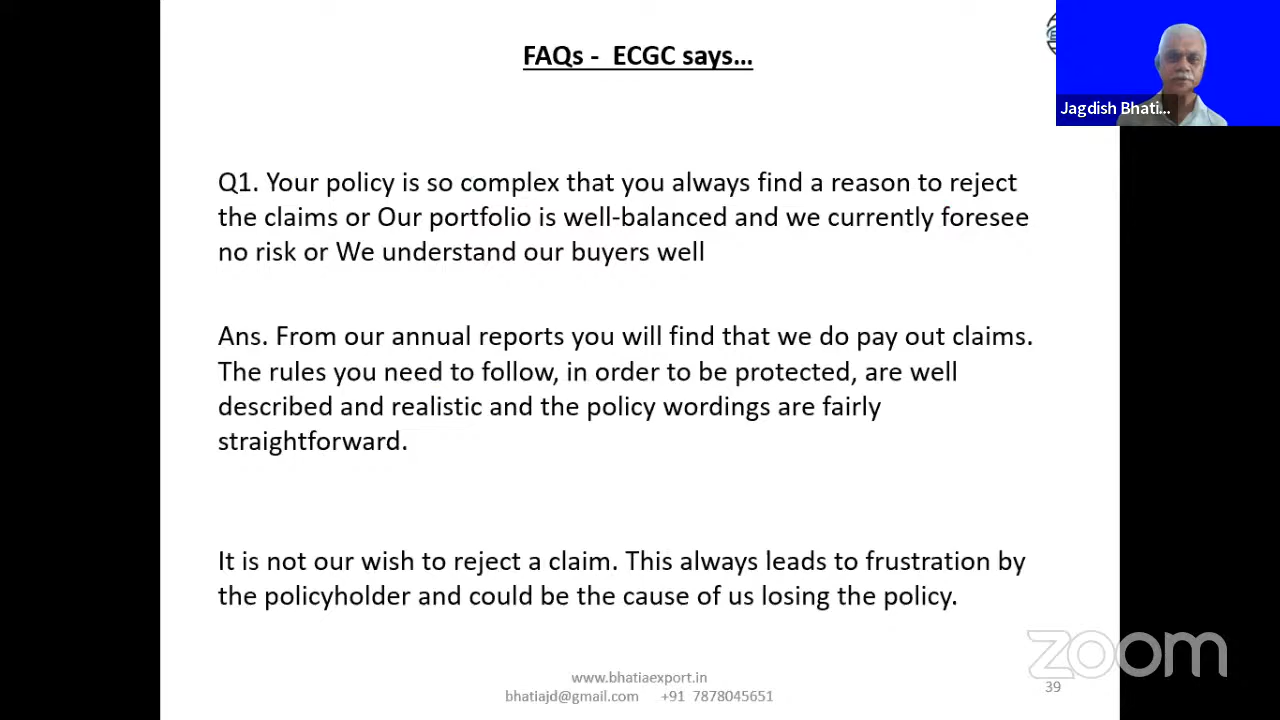 FAQs - ECGC says...
Jagdish Bhati...
Q1. Your policy is so complex that you always find a reason to reject
the claims or Our portfolio is well-balanced and we currently foresee
no risk or We understand our buyers well
Ans. From our annual reports you will find that we do pay out claims.
The rules you need to follow, in order to be protected, are well
described and realistic and the policy wordings are fairly
straightforward.
It is not our wish to reject a claim. This always leads to frustration by
the policyholder and could be the cause of us losing the policy.
zoom
www.bhatiaexport.in
bhatiajd@gmail.com +91 7878045651
39